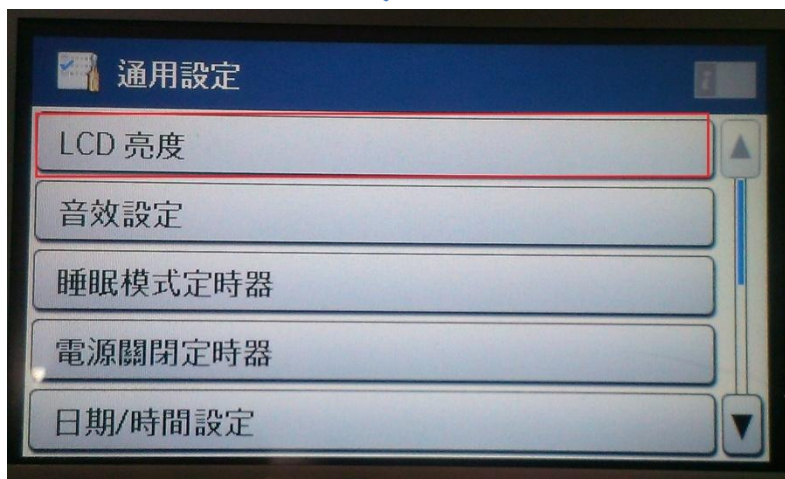 通用設定
LCD 亮度
音效設定
睡眠模式定時器
電源關閉定時器
日期/時間設定